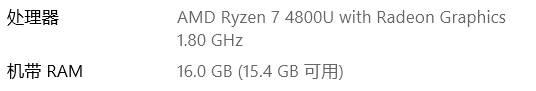 处理器 AMD Ryzen 7 4800U with Radeon Graphics
1.80 GHz
机带 RAM 16.0 GB (15.4 GB 可用)